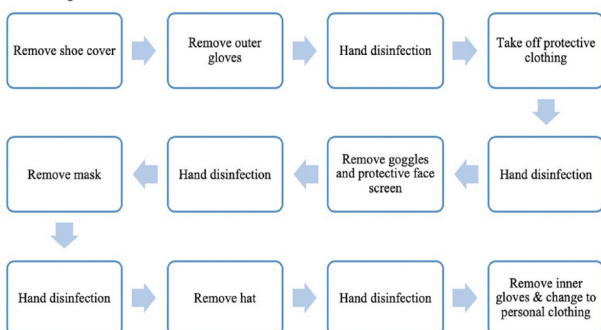 Remove shoe cover
Remove outer
gloves
Hand disinfection
Take off protective
clothing
Hand disinfection
Remove goggles
and protective face
screen
Hand disinfection
Remove mask
Hand disinfection
Remove hat
Hand disinfection
Remove inner
gloves & change to
personal clothing